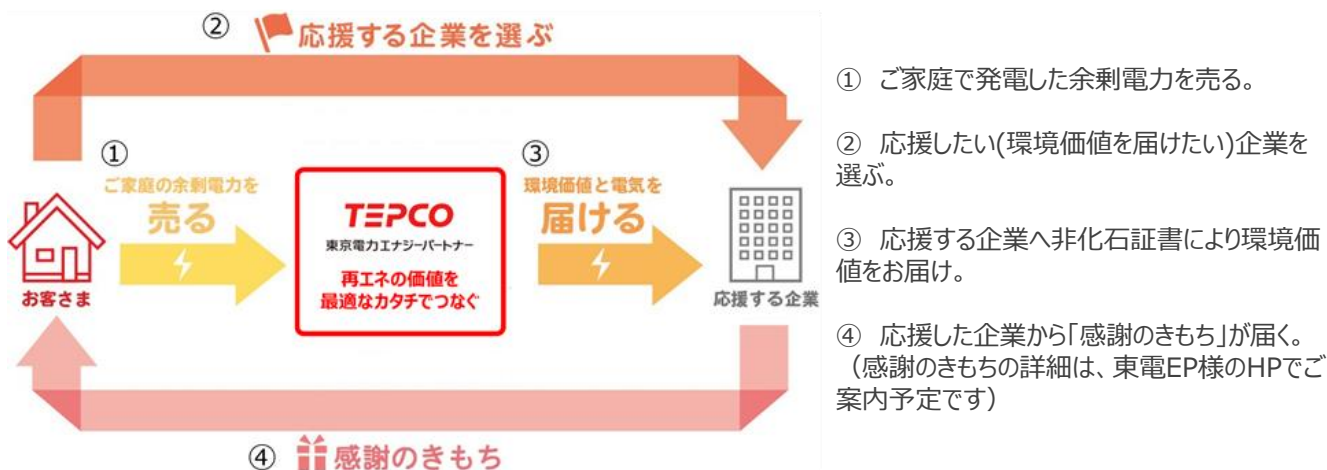 ② 応援する企業を選ぶ
①
ご家庭の余剰電力を
売る
お客さま
TEPCO
東京電力エナジーパートナー
再エネの価値を
最適なカタチでつなぐ
③
環境価値と電気を
届ける
応援する企業
④ 感謝のきもち
① ご家庭で発電した余剰電力を売る。
② 応援したい(環境価値を届けたい)企業を
選ぶ。
③ 応援する企業へ非化石証書により環境価
値をお届け。
④ 応援した企業から「感謝のきもち」が届く。
（感謝のきもちの詳細は、東電EP様のHPでご
案内予定です）